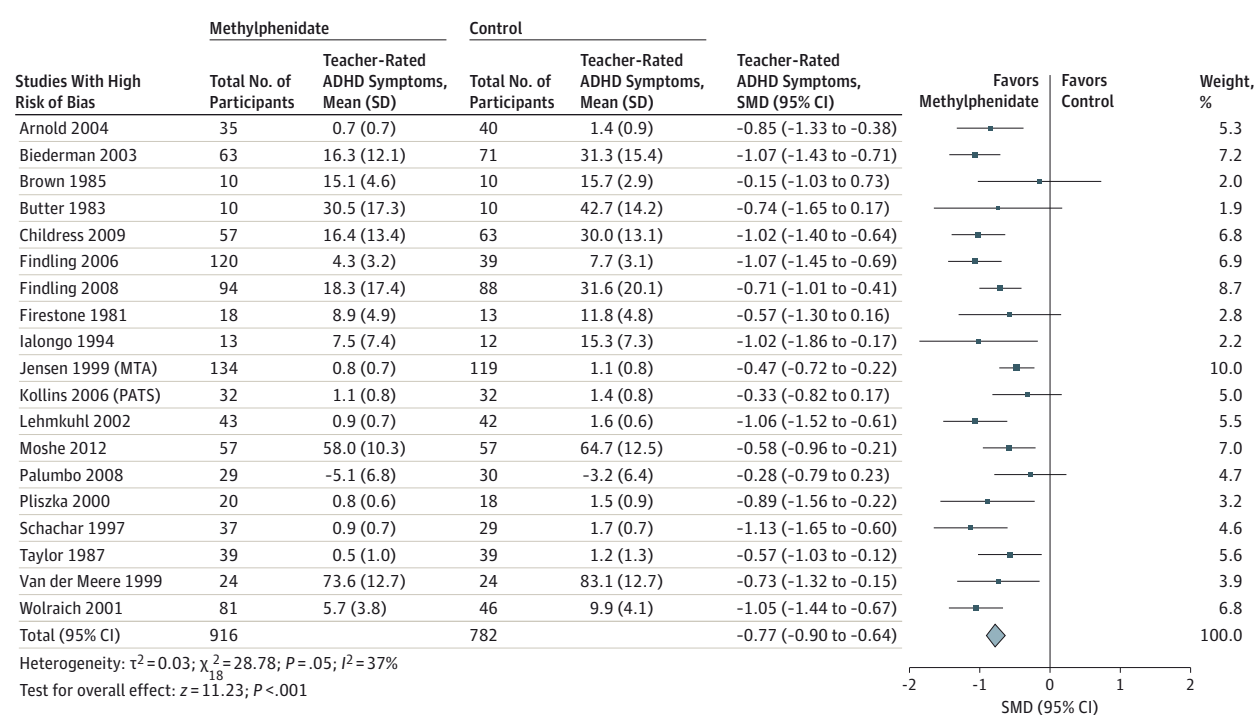 Methylphenidate Control
Studies With High Risk of Bias Total No. of Participants Teacher-Rated ADHD Symptoms, Mean (SD) Total No. of Participants Teacher-Rated ADHD Symptoms, Mean (SD) Teacher-Rated ADHD Symptoms, SMD (95% CI) Favors Methylphenidate Favors Control Weight, %
Arnold 2004 35 0.7 (0.7) 40 1.4 (0.9) -0.85 (-1.33 to -0.38) 5.3
Biederman 2003 63 16.3 (12.1) 71 31.3 (15.4) -1.07 (-1.43 to -0.71) 7.2
Brown 1985 10 15.1 (4.6) 10 15.7 (2.9) -0.15 (-1.03 to 0.73) 2.0
Butter 1983 10 30.5 (17.3) 10 42.7 (14.2) -0.74 (-1.65 to 0.17) 1.9
Childress 2009 57 16.4 (13.4) 63 30.0 (13.1) -1.02 (-1.40 to -0.64) 6.8
Findling 2006 120 4.3 (3.2) 39 7.7 (3.1) -1.07 (-1.45 to -0.69) 6.9
Findling 2008 94 18.3 (17.4) 88 31.6 (20.1) -0.71 (-1.01 to -0.41) 8.7
Firestone 1981 18 8.9 (4.9) 13 11.8 (4.8) -0.57 (-1.30 to 0.16) 2.8
Ialongo 1994 13 7.5 (7.4) 12 15.3 (7.3) -1.02 (-1.86 to -0.17) 2.2
Jensen 1999 (MTA) 134 0.8 (0.7) 119 1.1 (0.8) -0.47 (-0.72 to -0.22) 10.0
Kollins 2006 (PATS) 32 1.1 (0.8) 32 1.4 (0.8) -0.33 (-0.82 to 0.17) 5.0
Lehmkuhl 2002 43 0.9 (0.7) 42 1.6 (0.6) -1.06 (-1.52 to -0.61) 5.5
Moshe 2012 57 58.0 (10.3) 57 64.7 (12.5) -0.58 (-0.96 to -0.21) 7.0
Palumbo 2008 29 -5.1 (6.8) 30 -3.2 (6.4) -0.28 (-0.79 to 0.23) 4.7
Pliszka 2000 20 0.8 (0.6) 18 1.5 (0.9) -0.89 (-1.56 to -0.22) 3.2
Schachar 1997 37 0.9 (0.7) 29 1.7 (0.7) -1.13 (-1.65 to -0.60) 4.6
Taylor 1987 39 0.5 (1.0) 39 1.2 (1.3) -0.57 (-1.03 to -0.12) 5.6
Van der Meere 1999 24 73.6 (12.7) 24 83.1 (12.7) -0.73 (-1.32 to -0.15) 3.9
Wolraich 2001 81 5.7 (3.8) 46 9.9 (4.1) -1.05 (-1.44 to -0.67) 6.8
Total (95% CI) 916 782 -0.77 (-0.90 to -0.64) 100.0
Heterogeneity: τ²=0.03; χ²₁₈=28.78; P=.05; I²=37%
Test for overall effect: z=11.23; P<.001
-2 -1 0 1 2
SMD (95% CI)